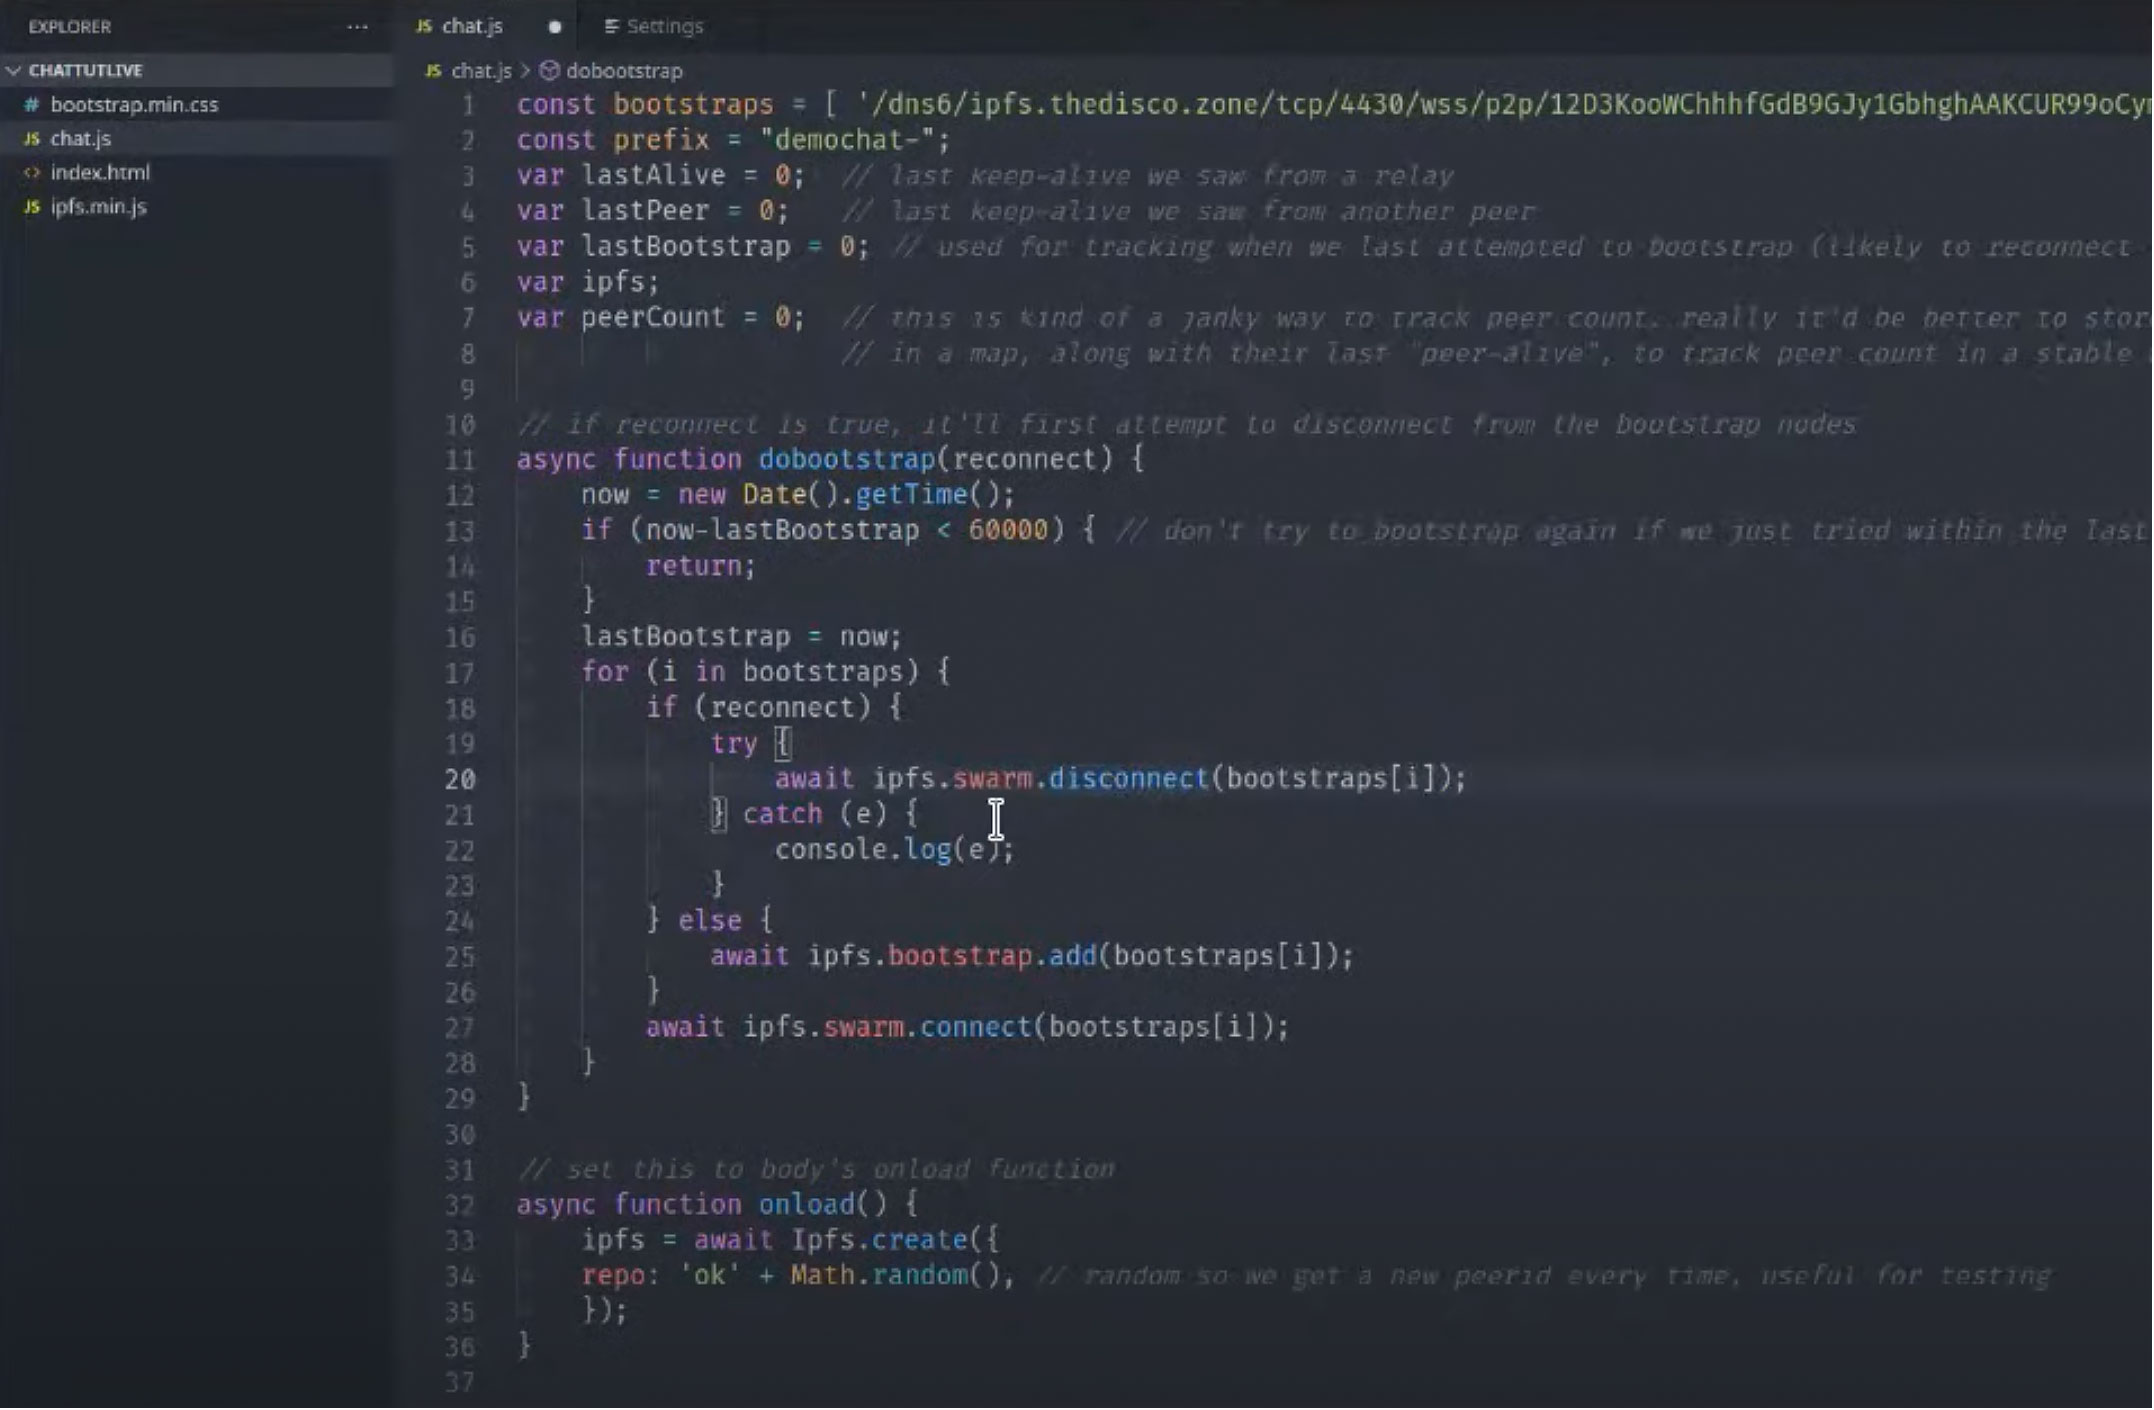 EXPLORER ...
CHATTUTLIVE
# bootstrap.min.css
JS chat.js
<> index.html
JS ipfs.min.js
JS chat.js ● Settings
JS chat.js > dobootstrap
1 const bootstraps = [ '/dns6/ipfs.thedisco.zone/tcp/4430/wss/p2p/12D3KooWChhhfGdB9GJy1GbhghAAKCUR99oCy
2 const prefix = "demochat-";
3 var lastAlive = 0; // last keep-alive we saw from a relay
4 var lastPeer = 0; // last keep-alive we saw from another peer
5 var lastBootstrap = 0; // used for tracking when we last attempted to bootstrap (likely to reconnect
6 var ipfs;
7 var peerCount = 0; // this is kind of a janky way to track peer count. really it'd be better to stor
8 // in a map, along with their last "peer-alive", to track peer count in a stable
9
10 // if reconnect is true, it'll first attempt to disconnect from the bootstrap nodes
11 async function dobootstrap(reconnect) {
12 now = new Date().getTime();
13 if (now-lastBootstrap < 60000) { // don't try to bootstrap again if we just tried within the last
14 return;
15 }
16 lastBootstrap = now;
17 for (i in bootstraps) {
18 if (reconnect) {
19 try {
20 await ipfs.swarm.disconnect(bootstraps[i]);
21 } catch (e) {
22 console.log(e);
23 }
24 } else {
25 await ipfs.bootstrap.add(bootstraps[i]);
26 }
27 await ipfs.swarm.connect(bootstraps[i]);
28 }
29 }
30
31 // set this to body's onload function
32 async function onload() {
33 ipfs = await Ipfs.create({
34 repo: 'ok' + Math.random(), // random so we get a new peerid every time, useful for testing
35 });
36 }
37